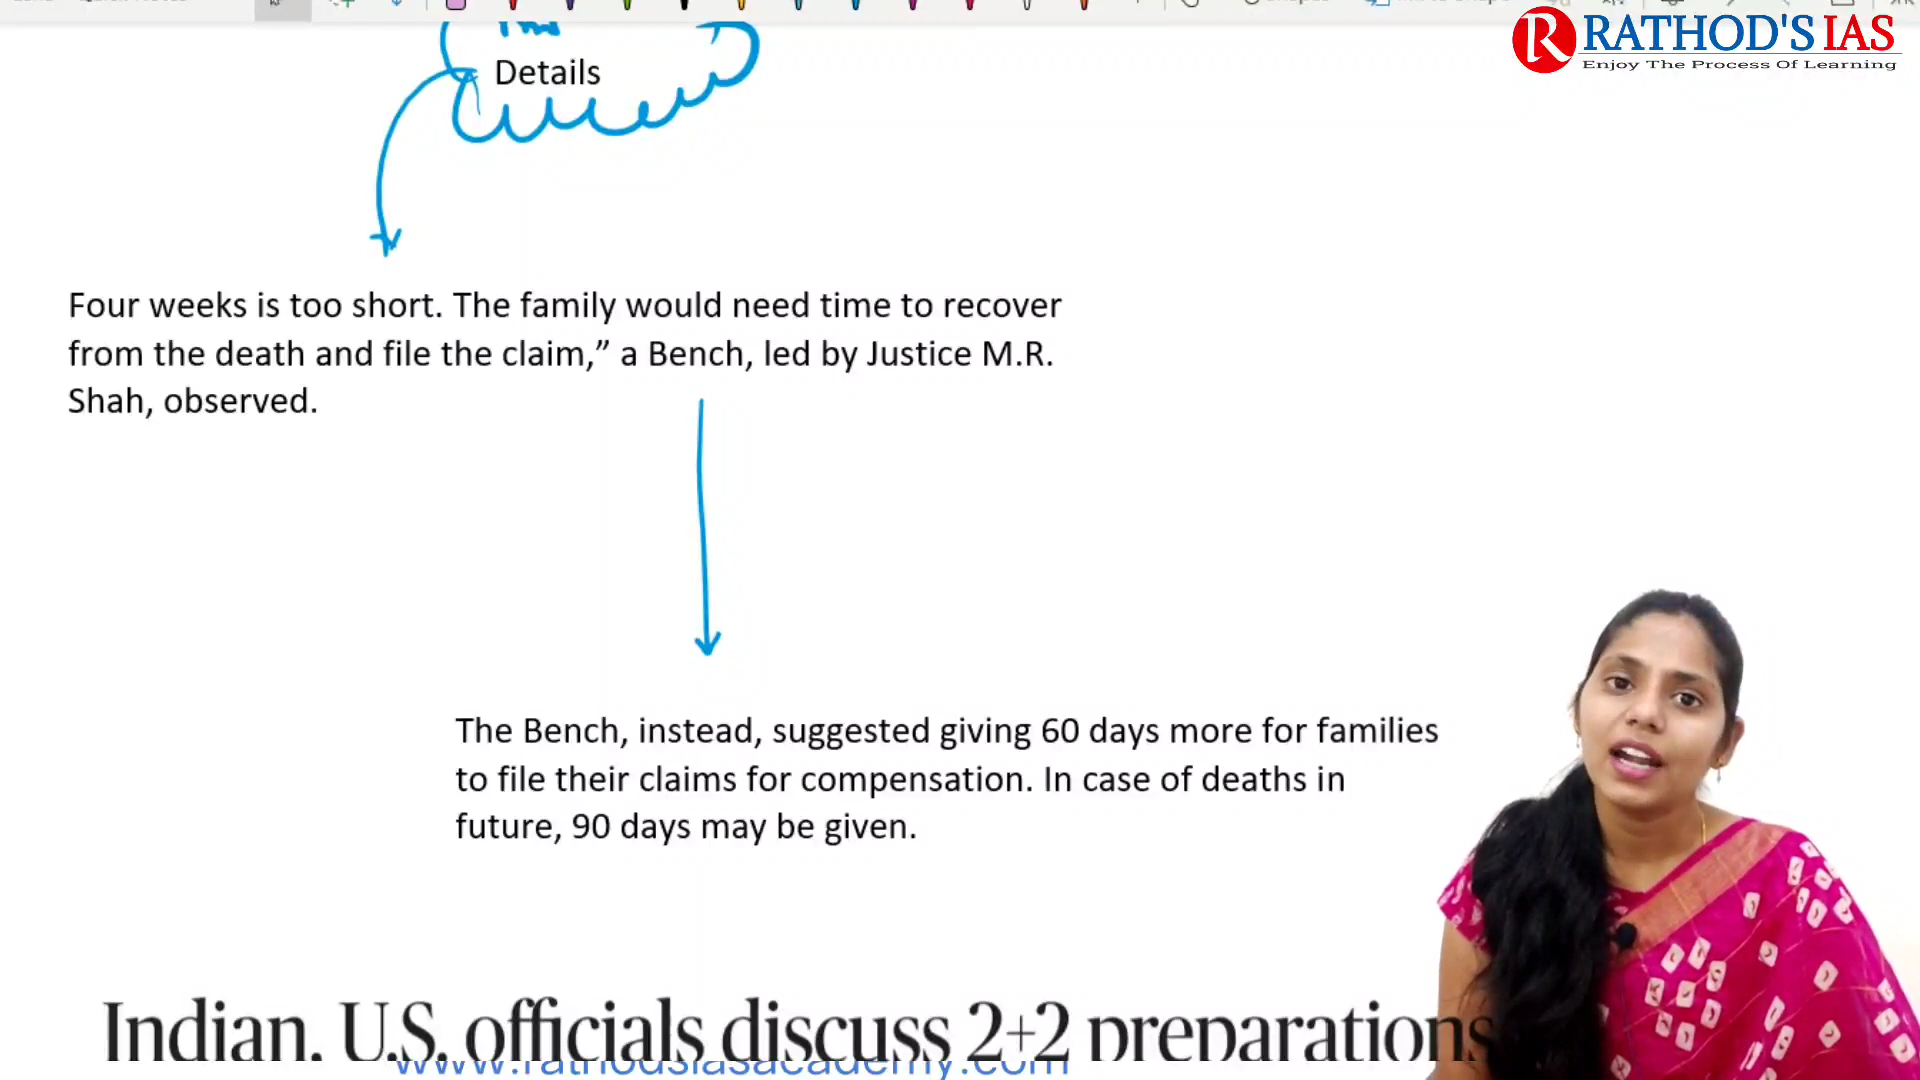 RATHOD'S IAS
Enjoy The Process Of Learning
Details
Four weeks is too short. The family would need time to recover
from the death and file the claim,” a Bench, led by Justice M.R.
Shah, observed.
The Bench, instead, suggested giving 60 days more for families
to file their claims for compensation. In case of deaths in
future, 90 days may be given.
Indian, U.S. officials discuss 2+2 preparations
www.rathodsiasacademy.com